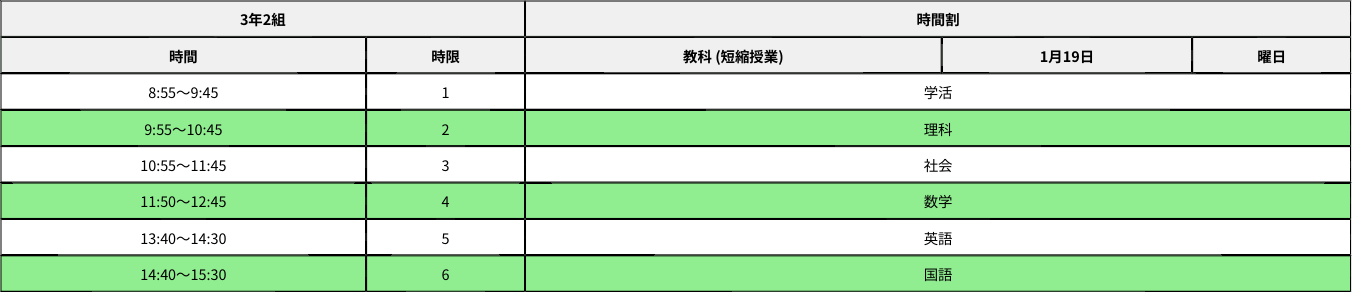 3年2組 時間割
時間 時限 教科 (短縮授業) 1月19日 曜日
8:55～9:45 1 学活
9:55～10:45 2 理科
10:55～11:45 3 社会
11:50～12:45 4 数学
13:40～14:30 5 英語
14:40～15:30 6 国語